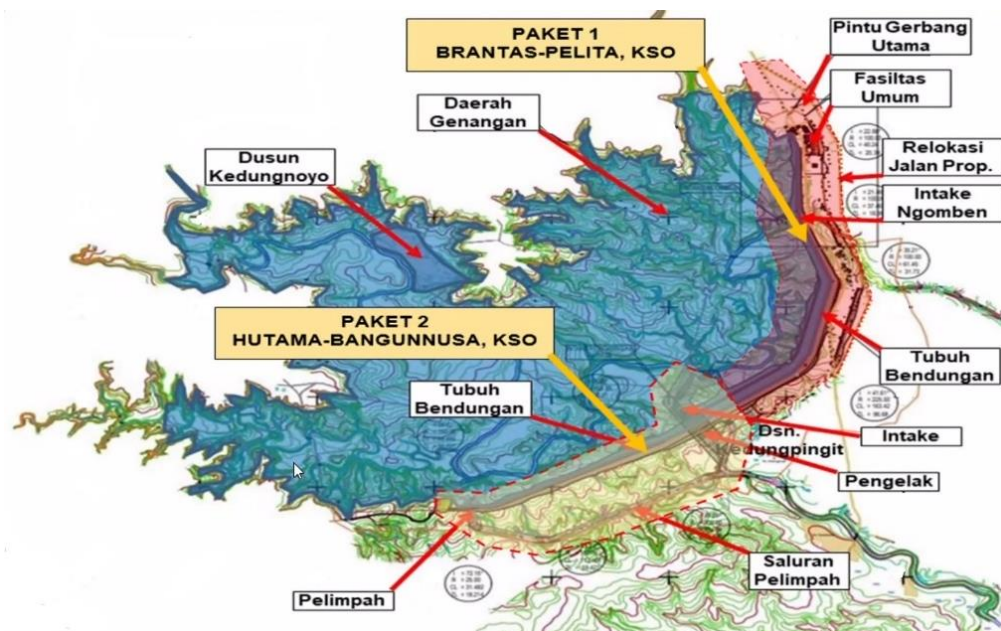 PAKET 1
BRANTAS-PELITA, KSO
Pintu Gerbang
Utama
Fasiltas
Umum
Daerah
Genangan
Relokasi
Jalan Prop.
Dusun
Kedungnoyo
Intake
Ngomben
PAKET 2
HUTAMA-BANGUNNUSA, KSO
Tubuh
Bendungan
Tubuh
Bendungan
Dsn.
Kedungpingit
Intake
Pengelak
Saluran
Pelimpah
Pelimpah